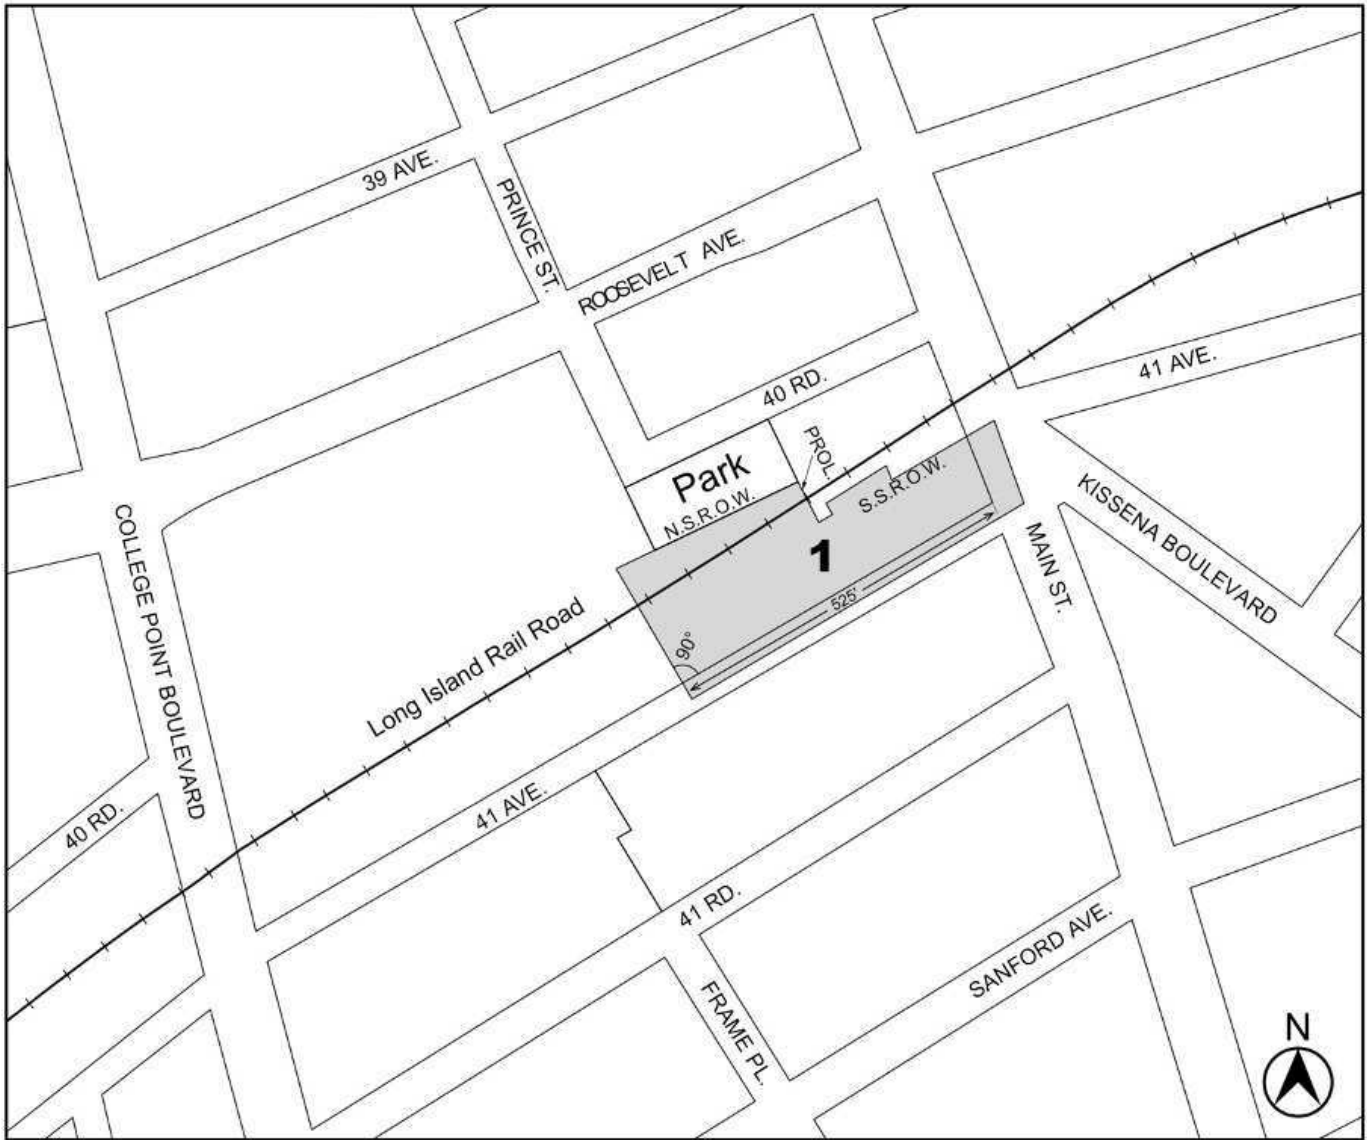 39 AVE.
PRINCE ST.
ROOSEVELT AVE.
40 RD.
41 AVE.
PROL.
Park
N.S.R.O.W.
S.S.R.O.W.
KISSENA BOULEVARD
1
MAIN ST.
COLLEGE POINT BOULEVARD
525'
90°
Long Island Rail Road
41 AVE.
40 RD.
41 RD.
SANFORD AVE.
FRAME PL.
N